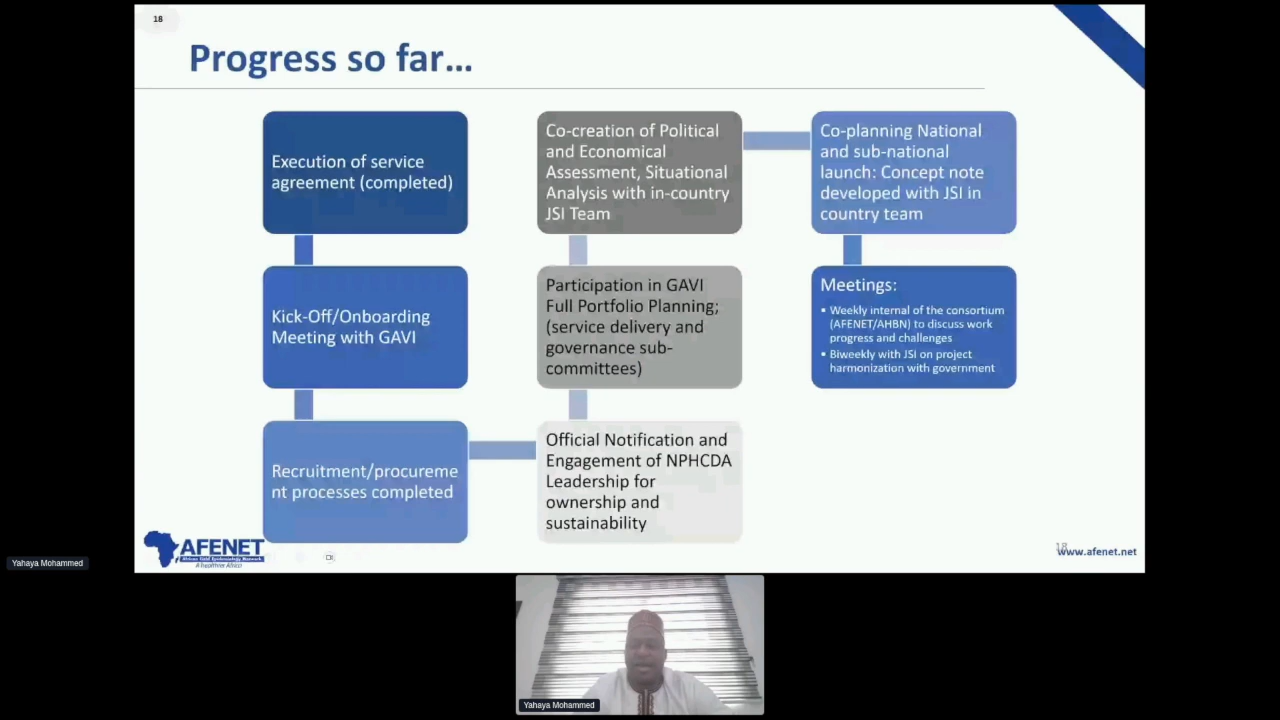 18
Progress so far...
Execution of service
agreement (completed)
Kick-Off/Onboarding
Meeting with GAVI
Recruitment/procureme
nt processes completed
Official Notification and
Engagement of NPHCDA
Leadership for
ownership and
sustainability
Participation in GAVI
Full Portfolio Planning;
(service delivery and
governance sub-
committees)
Co-creation of Political
and Economical
Assessment, Situational
Analysis with in-country
JSI Team
Co-planning National
and sub-national
launch: Concept note
developed with JSI in
country team
Meetings:
▪ Weekly internal of the consortium
(AFENET/AHBN) to discuss work
progress and challenges
▪ Biweekly with JSI on project
harmonization with government
AFENET
African Field Epidemiology Network
A healthier Africa
18
www.afenet.net
Yahaya Mohammed
Yahaya Mohammed